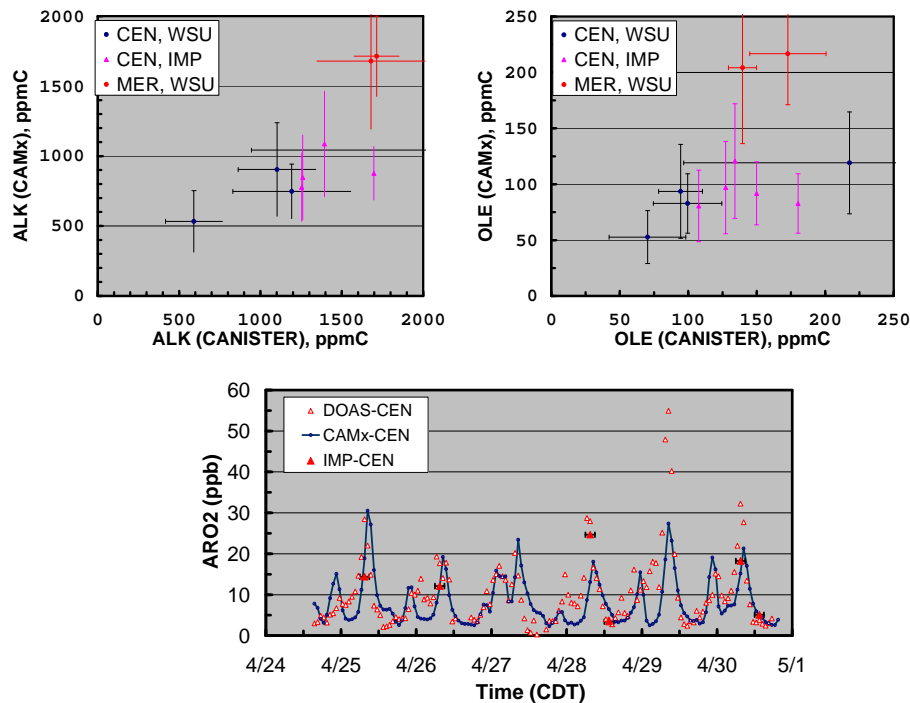 2000
1500
1000
500
0
ALK (CAMx), ppmC
CEN, WSU
CEN, IMP
MER, WSU
0 500 1000 1500 2000
ALK (CANISTER), ppmC
250
200
150
100
50
0
OLE (CAMx), ppmC
CEN, WSU
CEN, IMP
MER, WSU
0 50 100 150 200 250
OLE (CANISTER), ppmC
60
50
40
30
20
10
0
ARO2 (ppb)
DOAS-CEN
CAMx-CEN
IMP-CEN
4/24 4/25 4/26 4/27 4/28 4/29 4/30 5/1
Time (CDT)